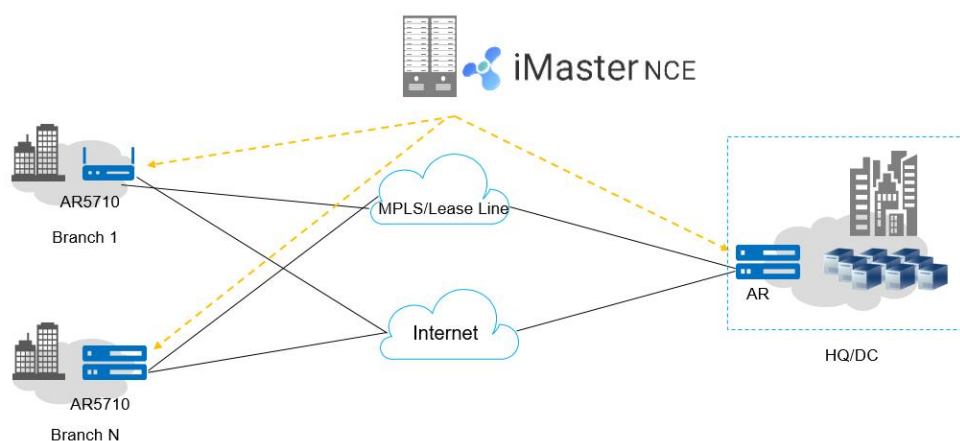 iMaster NCE
AR5710
Branch 1
MPLS/Lease Line
AR
Internet
HQ/DC
AR5710
Branch N